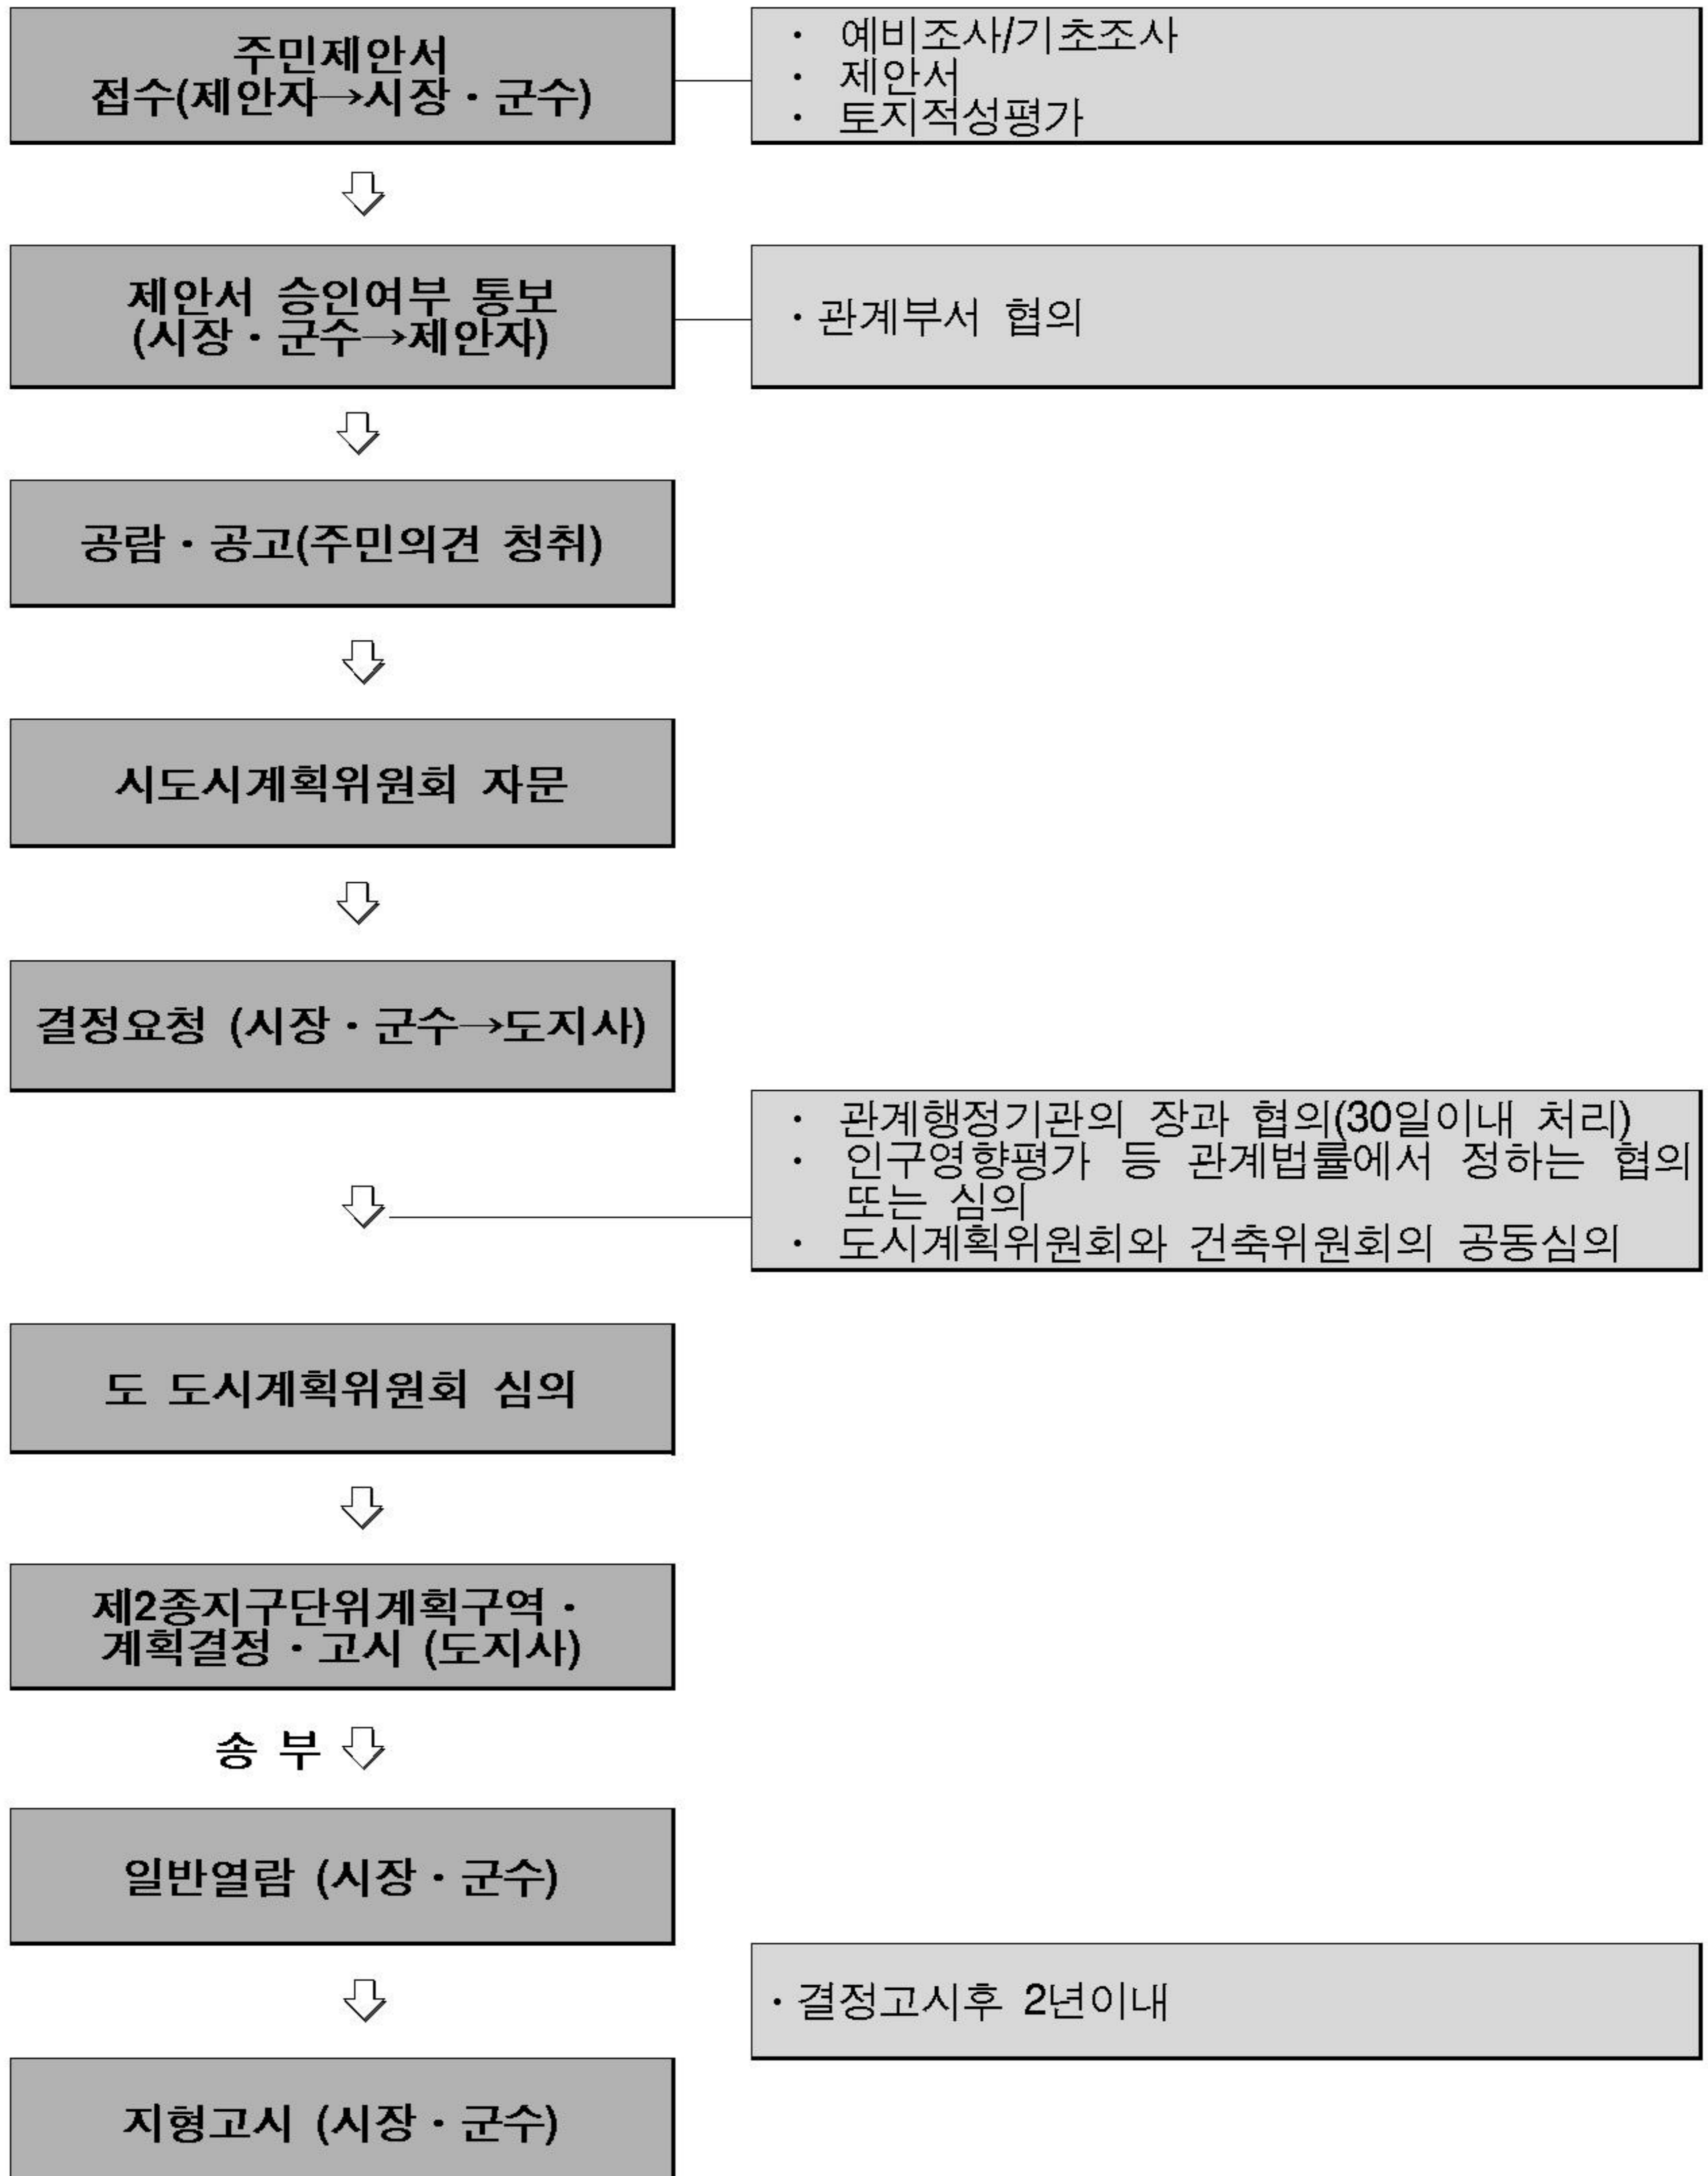 주민제안서
접수(제안자→시장・군수)
・ 예비조사/기초조사
・ 제안서
・ 토지적성평가
제안서 승인여부 통보
(시장・군수→제안자)
・관계부서 협의
공람・공고(주민의견 청취)
시도시계획위원회 자문
결정요청 (시장・군수→도지사)
・ 관계행정기관의 장과 협의(30일이내 처리)
・ 인구영향평가 등 관계법률에서 정하는 협의
또는 심의
・ 도시계획위원회와 건축위원회의 공동심의
도 도시계획위원회 심의
제2종지구단위계획구역・
계획결정・고시 (도지사)
송 부
일반열람 (시장・군수)
・결정고시후 2년이내
지형고시 (시장・군수)